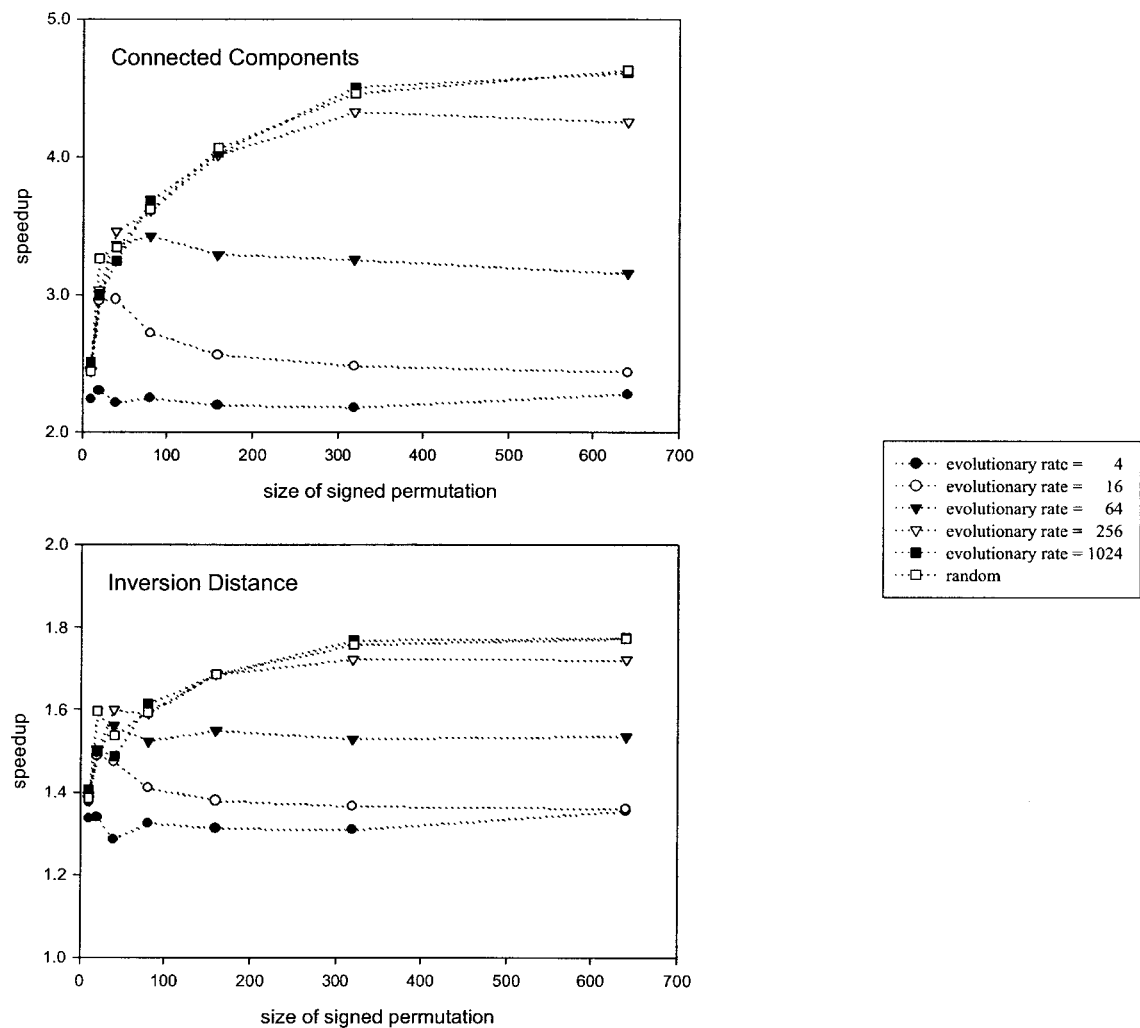 5.0
Connected Components
4.0
speedup
3.0
2.0
0 100 200 300 400 500 600 700
size of signed permutation
evolutionary rate = 4
evolutionary rate = 16
evolutionary rate = 64
evolutionary rate = 256
evolutionary rate = 1024
random
2.0
Inversion Distance
1.8
1.6
speedup
1.4
1.2
1.0
0 100 200 300 400 500 600 700
size of signed permutation